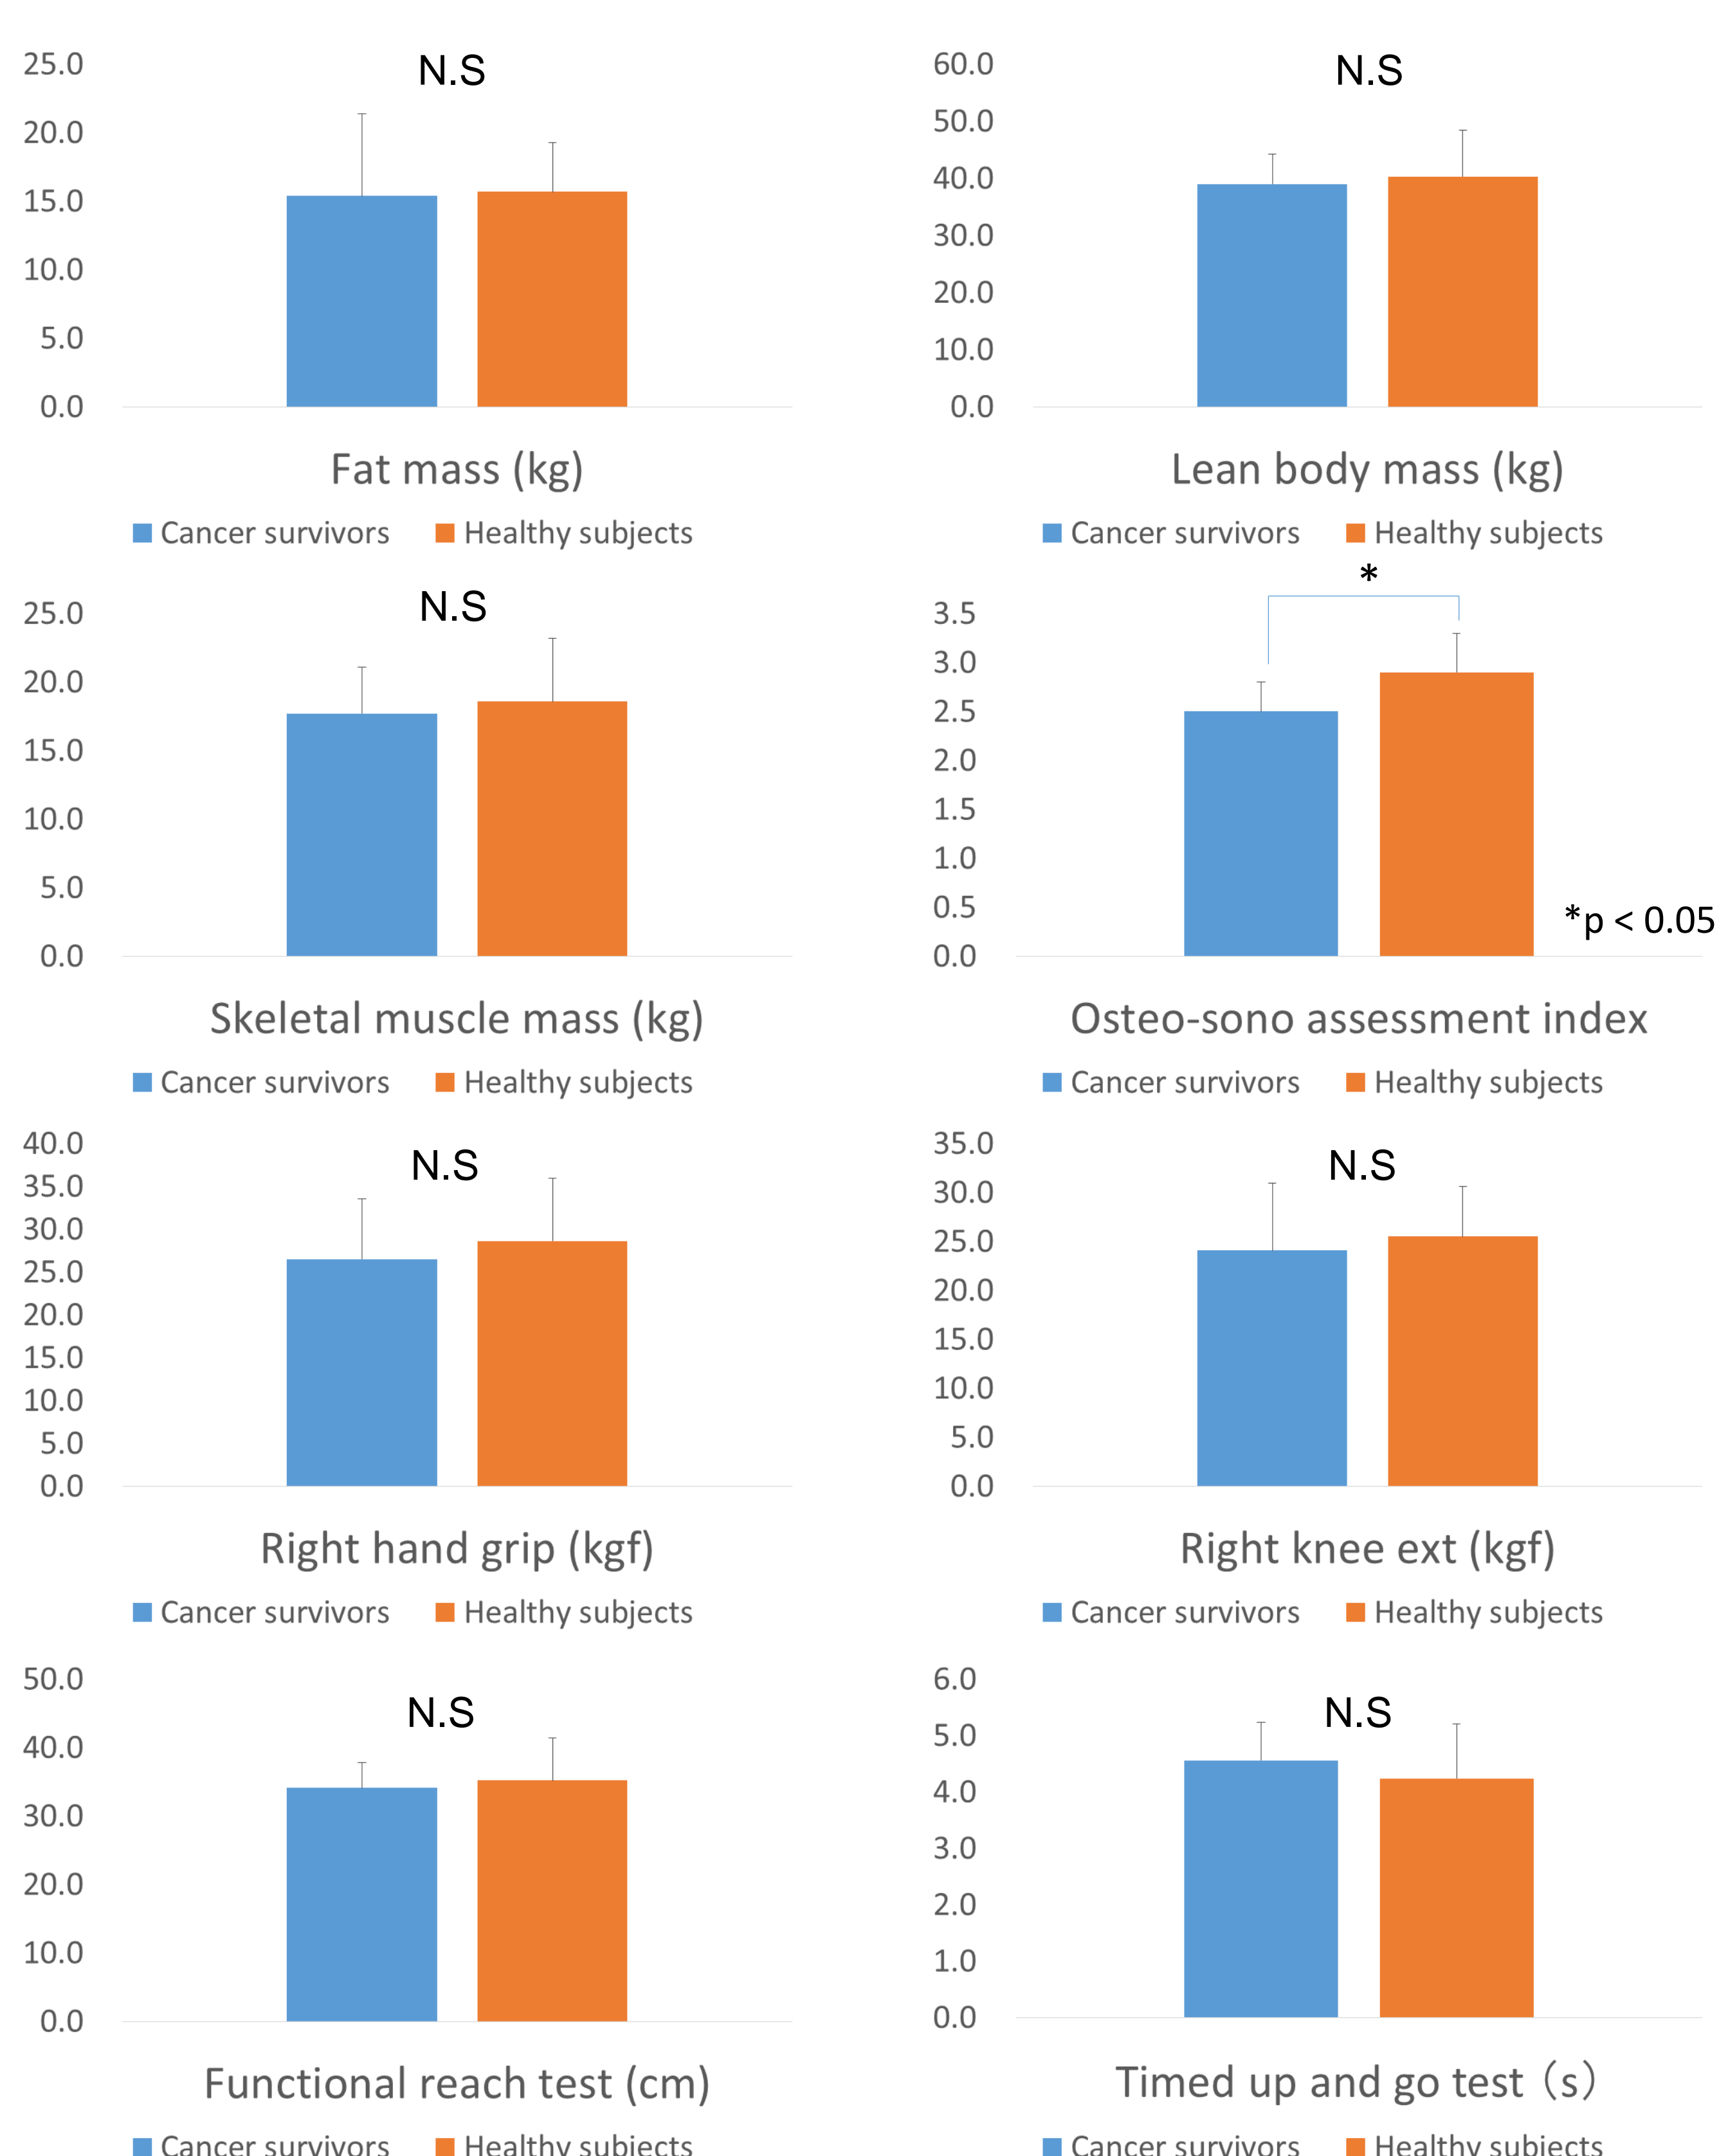 25.0
20.0
15.0
10.0
5.0
0.0
N.S
Fat mass (kg)
Cancer survivors Healthy subjects
60.0
50.0
40.0
30.0
20.0
10.0
0.0
N.S
Lean body mass (kg)
Cancer survivors Healthy subjects
25.0
20.0
15.0
10.0
5.0
0.0
N.S
Skeletal muscle mass (kg)
Cancer survivors Healthy subjects
*
3.5
3.0
2.5
2.0
1.5
1.0
0.5
0.0
*p < 0.05
Osteo-sono assessment index
Cancer survivors Healthy subjects
40.0
35.0
30.0
25.0
20.0
15.0
10.0
5.0
0.0
N.S
Right hand grip (kgf)
Cancer survivors Healthy subjects
35.0
30.0
25.0
20.0
15.0
10.0
5.0
0.0
N.S
Right knee ext (kgf)
Cancer survivors Healthy subjects
50.0
40.0
30.0
20.0
10.0
0.0
N.S
Functional reach test (cm)
Cancer survivors Healthy subjects
6.0
5.0
4.0
3.0
2.0
1.0
0.0
N.S
Timed up and go test（s）
Cancer survivors Healthy subjects